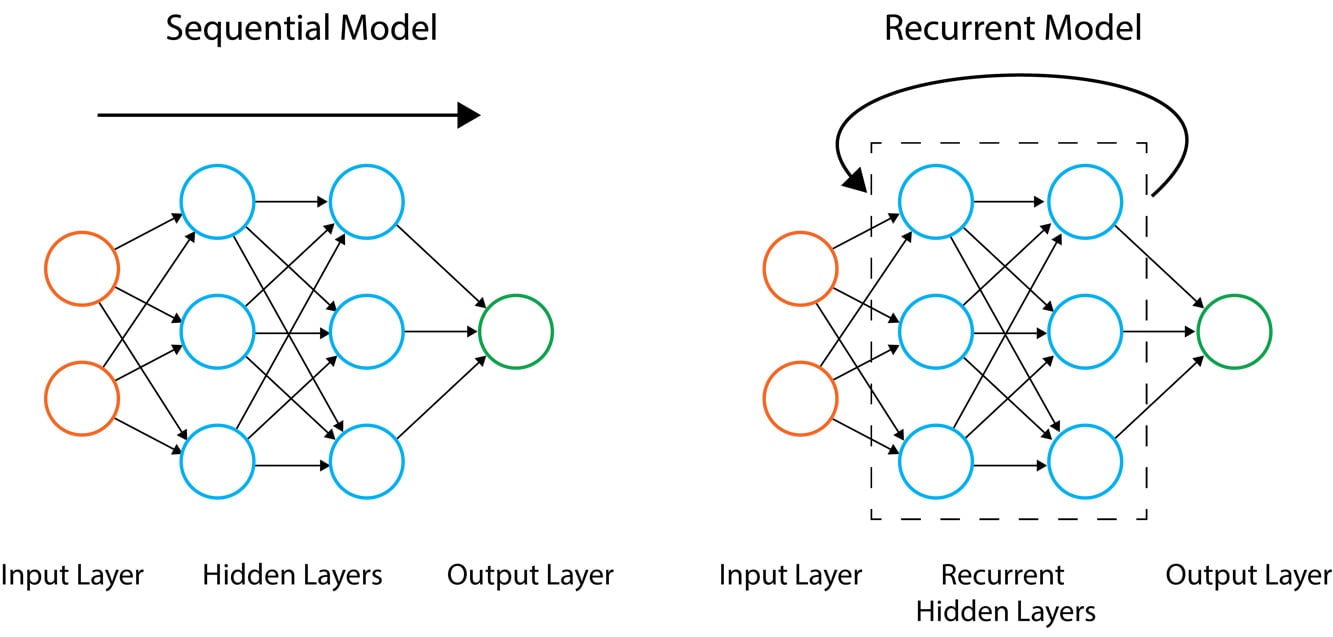 Sequential Model
Recurrent Model
Input Layer
Hidden Layers
Output Layer
Input Layer
Recurrent
Hidden Layers
Output Layer